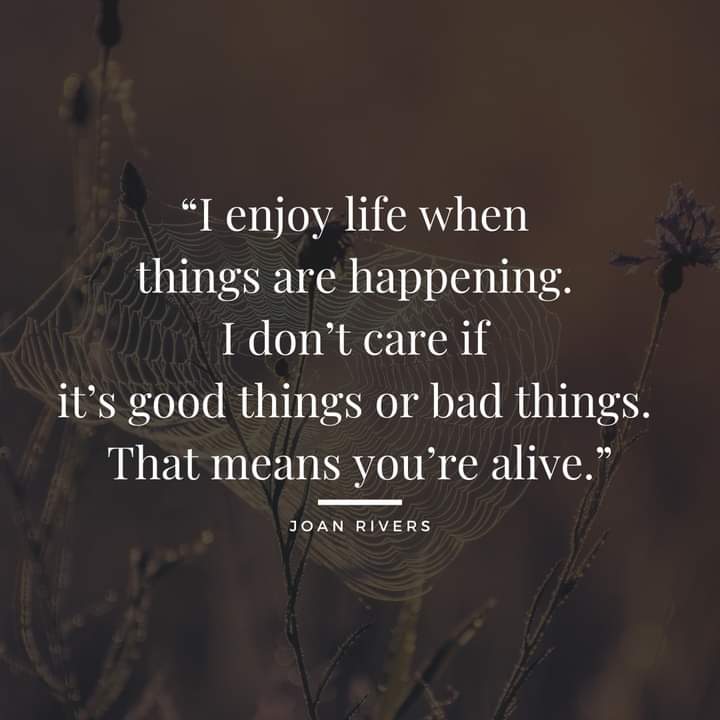 “I enjoy life when
things are happening.
I don’t care if
it’s good things or bad things.
That means you’re alive.”
JOAN RIVERS